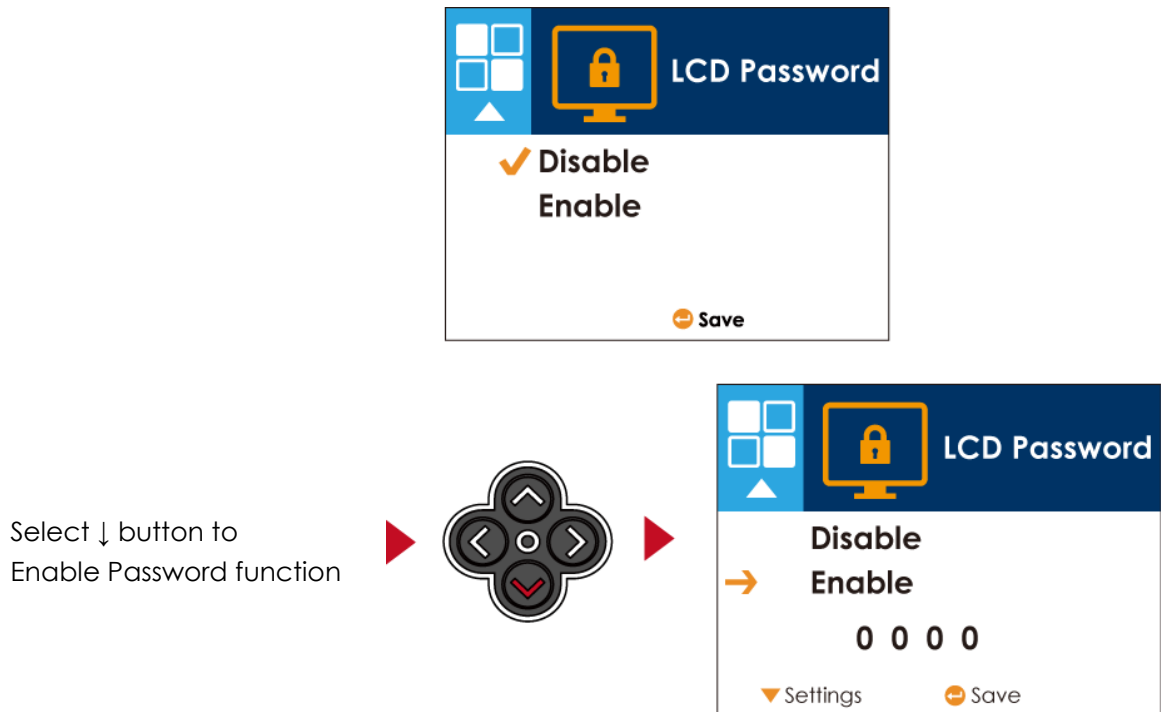 LCD Password
Disable
Enable
Save
Select ↓ button to
Enable Password function
LCD Password
Disable
Enable
0 0 0 0
Settings Save